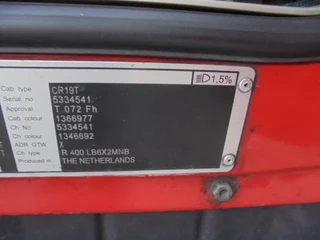 1,5%
Cab type CR19T
Serial no 5334541
Approval T 072 Fh
Cab colour 1366977
Ch No 5334541
Ch colour 1346692
ADR, GTW X
Ch type R 400 LB6X2MNB
Produced in THE NETHERLANDS